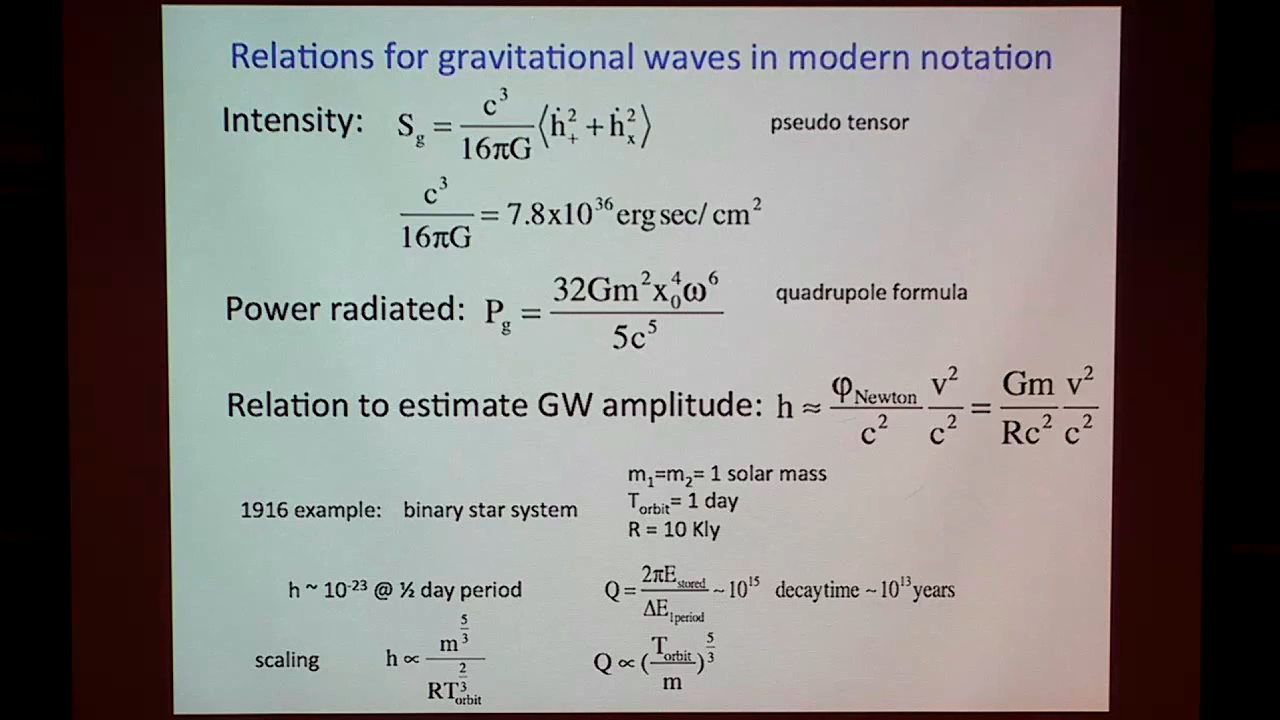 Relations for gravitational waves in modern notation
Intensity: S_g = c^3 / 16πG ⟨ḣ_+^2 + ḣ_x^2⟩ pseudo tensor
c^3 / 16πG = 7.8x10^36 erg sec/ cm^2
Power radiated: P_g = 32Gm^2x_0^4ω^6 / 5c^5 quadrupole formula
Relation to estimate GW amplitude: h ≈ φ_Newton / c^2 v^2 / c^2 = Gm / Rc^2 v^2 / c^2
m_1=m_2= 1 solar mass
1916 example: binary star system T_orbit= 1 day
R = 10 Kly
h ~ 10^-23 @ ½ day period Q = 2πE_stored / ΔE_1period ~ 10^15 decaytime ~ 10^13 years
scaling h ∝ m^5/3 / RT_orbit^2/3 Q ∝ (T_orbit / m)^5/3